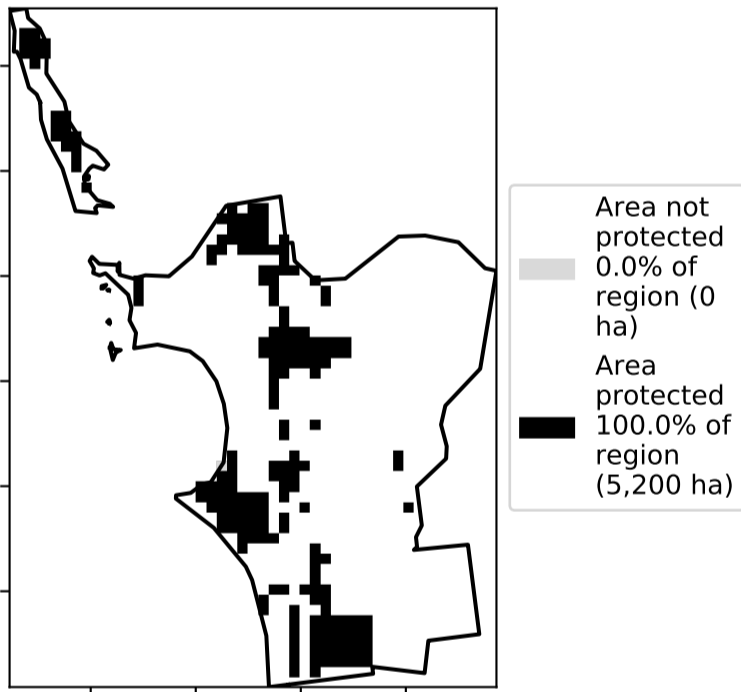 Area not
protected
0.0% of
region (0
ha)
Area
protected
100.0% of
region
(5,200 ha)